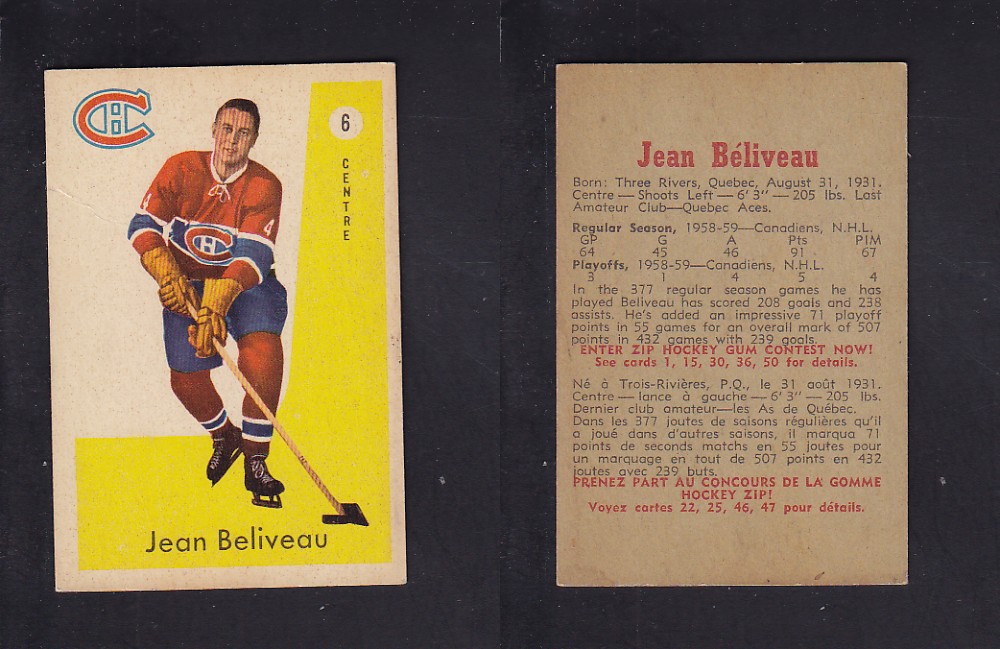 6
CENTRE
4
4
Jean Beliveau
Jean Béliveau
Born: Three Rivers, Quebec, August 31, 1931.
Centre — Shoots Left — 6' 3" — 205 lbs. Last
Amateur Club—Quebec Aces.
Regular Season, 1958-59—Canadiens, N.H.L.
GP G A Pts PIM
64 45 46 91 67
Playoffs, 1958-59—Canadiens, N.H.L.
3 1 4 5 4
In the 377 regular season games he has
played Beliveau has scored 208 goals and 238
assists. He's added an impressive 71 playoff
points in 55 games for an overall mark of 507
points in 432 games with 239 goals.
ENTER ZIP HOCKEY GUM CONTEST NOW!
See cards 1, 15, 30, 36, 50 for details.
Né à Trois-Rivières, P.Q., le 31 août 1931.
Centre — lance à gauche — 6' 3" — 205 lbs.
Dernier club amateur—les As de Québec.
Dans les 377 joutes de saisons régulières qu'il
a joué dans d'autres saisons, il marqua 71
points de seconds matchs en 55 joutes pour
un marquage en tout de 507 points en 432
joutes avec 239 buts.
PRENEZ PART AU CONCOURS DE LA GOMME
HOCKEY ZIP!
Voyez cartes 22, 25, 46, 47 pour détails.